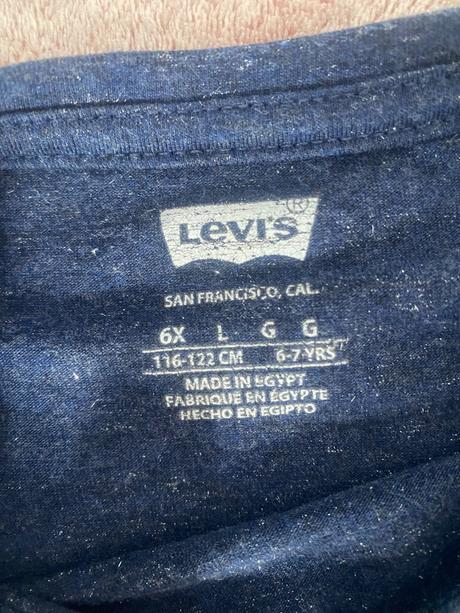 Levi's ®
SAN FRANCISCO, CAL.
6X L G G
116-122 CM 6-7 YRS
MADE IN EGYPT
FABRIQUE EN ÉGYPTE
HECHO EN EGIPTO